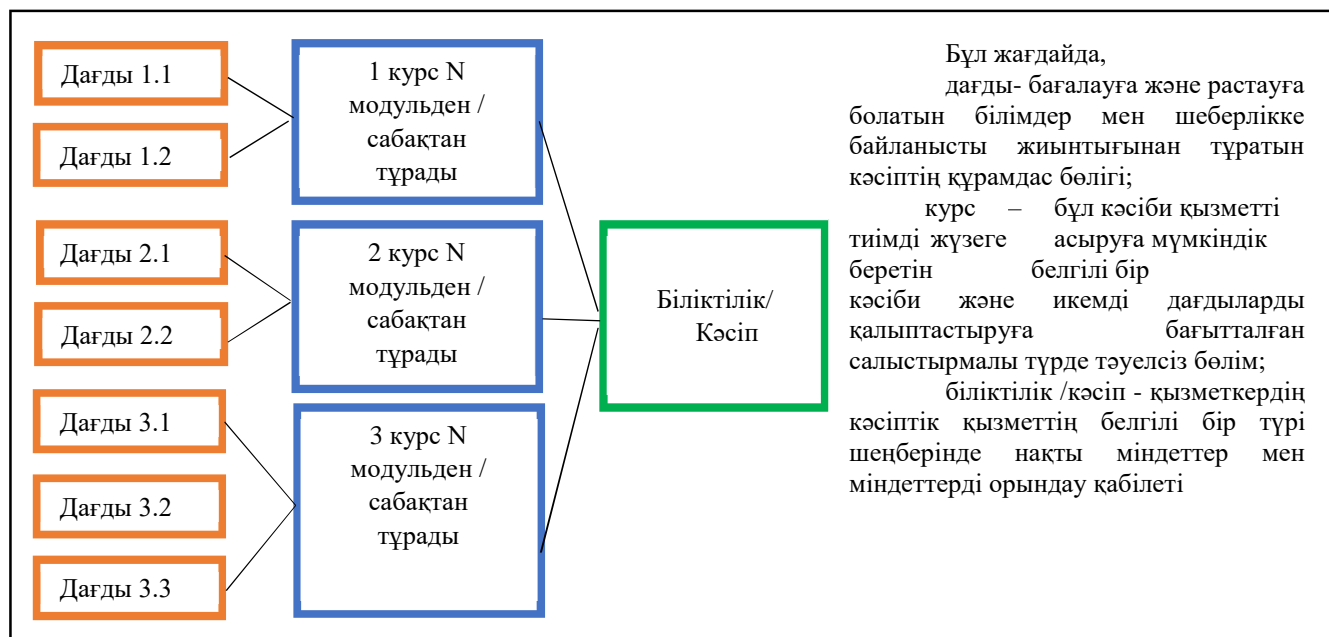 Дағды 1.1
Дағды 1.2
Дағды 2.1
Дағды 2.2
Дағды 3.1
Дағды 3.2
Дағды 3.3
1 курс N
модульден /
сабақтан
тұрады
2 курс N
модульден /
сабақтан
тұрады
3 курс N
модульден /
сабақтан
тұрады
Біліктілік/
Кәсіп
Бұл жағдайда,
дағды- бағалауға және растауға
болатын білімдер мен шеберлікке
байланысты жиынтығынан тұратын
кәсіптің құрамдас бөлігі;
курс – бұл кәсіби қызметті
тиімді жүзеге асыруға мүмкіндік
беретін белгілі бір
кәсіби және икемді дағдыларды
қалыптастыруға бағытталған
салыстырмалы түрде тәуелсіз бөлім;
біліктілік /кәсіп - қызметкердің
кәсіптік қызметтің белгілі бір түрі
шеңберінде нақты міндеттер мен
міндеттерді орындау қабілеті